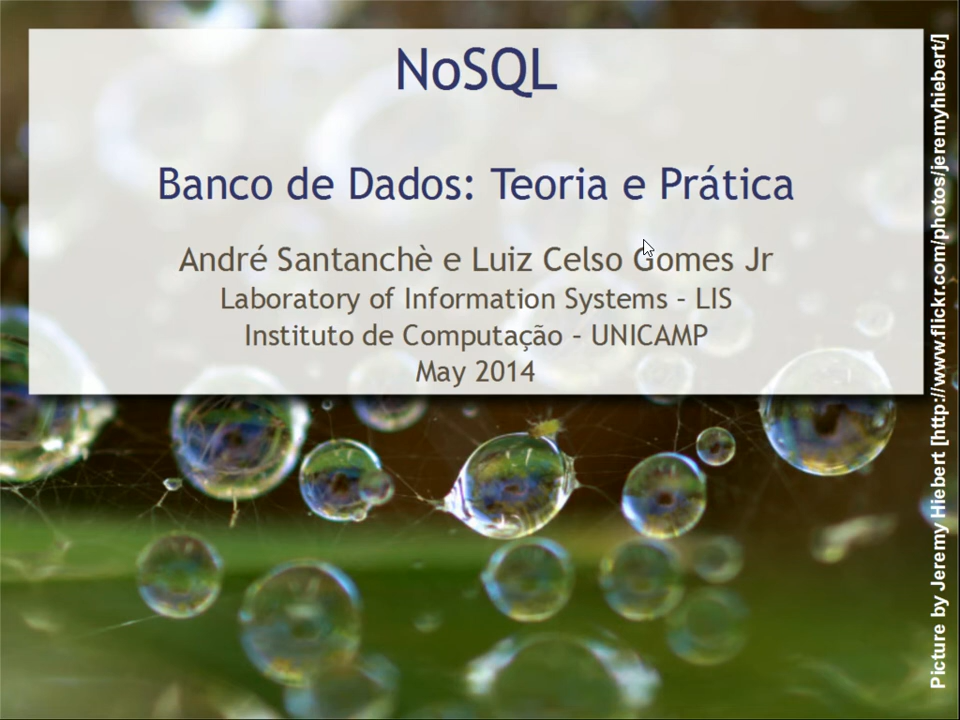 NoSQL
Banco de Dados: Teoria e Prática
André Santanchè e Luiz Celso Gomes Jr
Laboratory of Information Systems – LIS
Instituto de Computação – UNICAMP
May 2014
Picture by Jeremy Hiebert [http://www.flickr.com/photos/jeremyhiebert/]